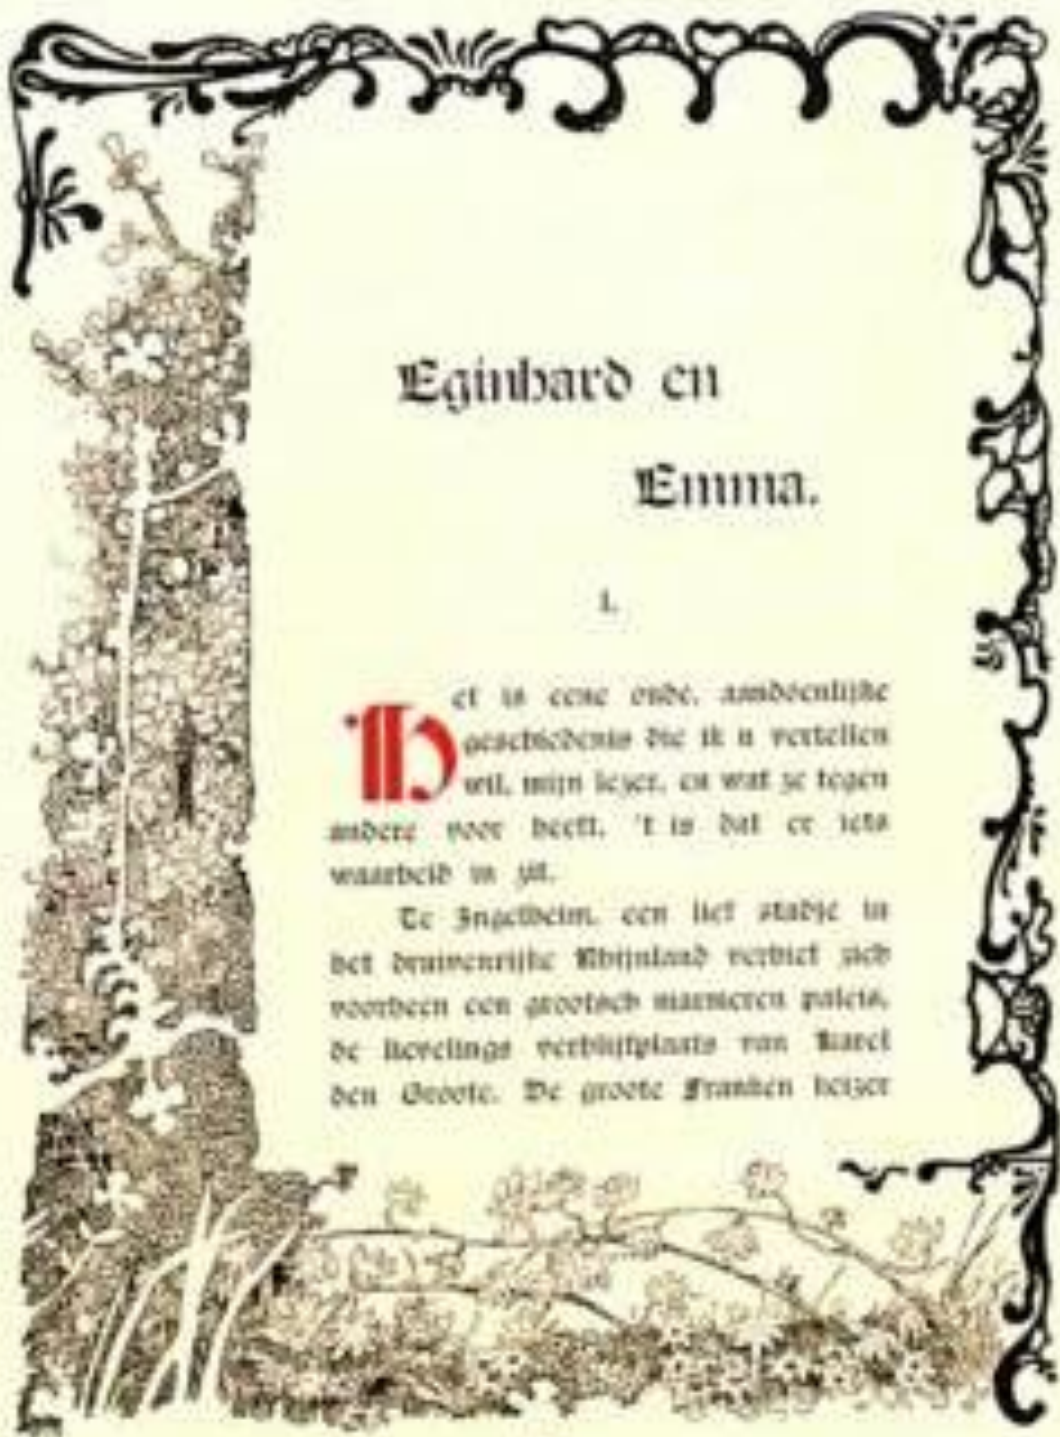 Eginhard en
Emma.
I.
Het is eene oude, aandoenlijke
geschiedenis die ik u vertellen
wil, mijn lezer, en wat ze tegen
andere voor heeft, 't is dat er iets
waarheid in zit.
Te Ingelheim, een lief stadje in
het druivenrijke Rhijnland verhief zich
voorheen een grootsch marmeren paleis,
de lievelings verblijfplaats van Karel
den Groote. De groote Franken keizer